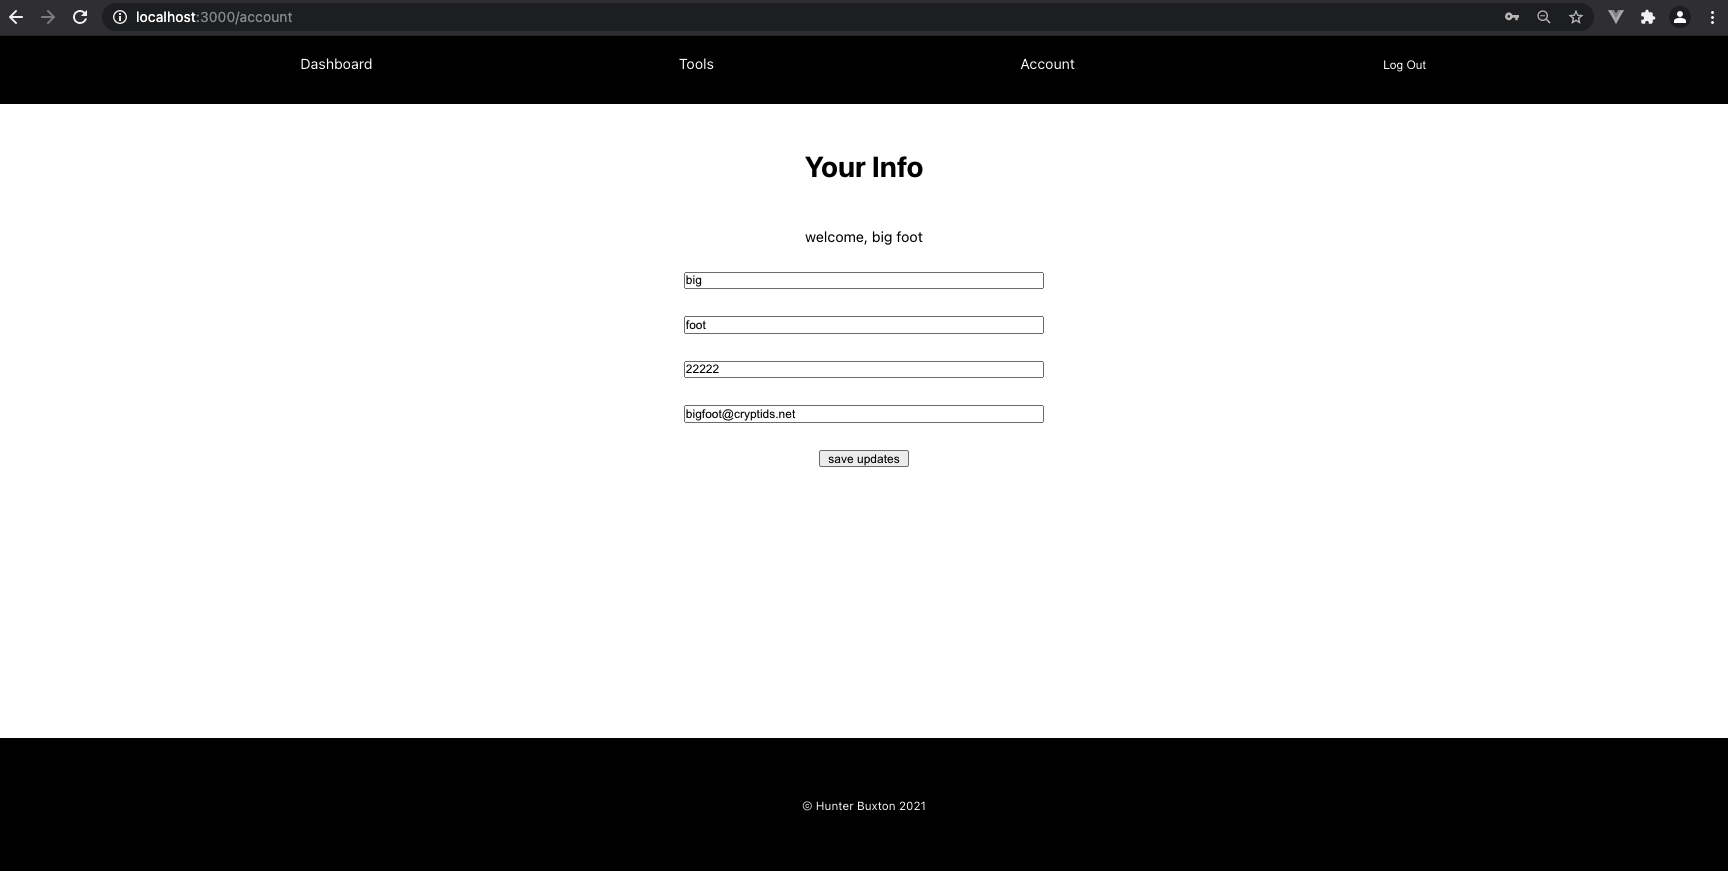 localhost:3000/account
Dashboard Tools Account Log Out
Your Info
welcome, big foot
big
foot
22222
bigfoot@cryptids.net
save updates
© Hunter Buxton 2021